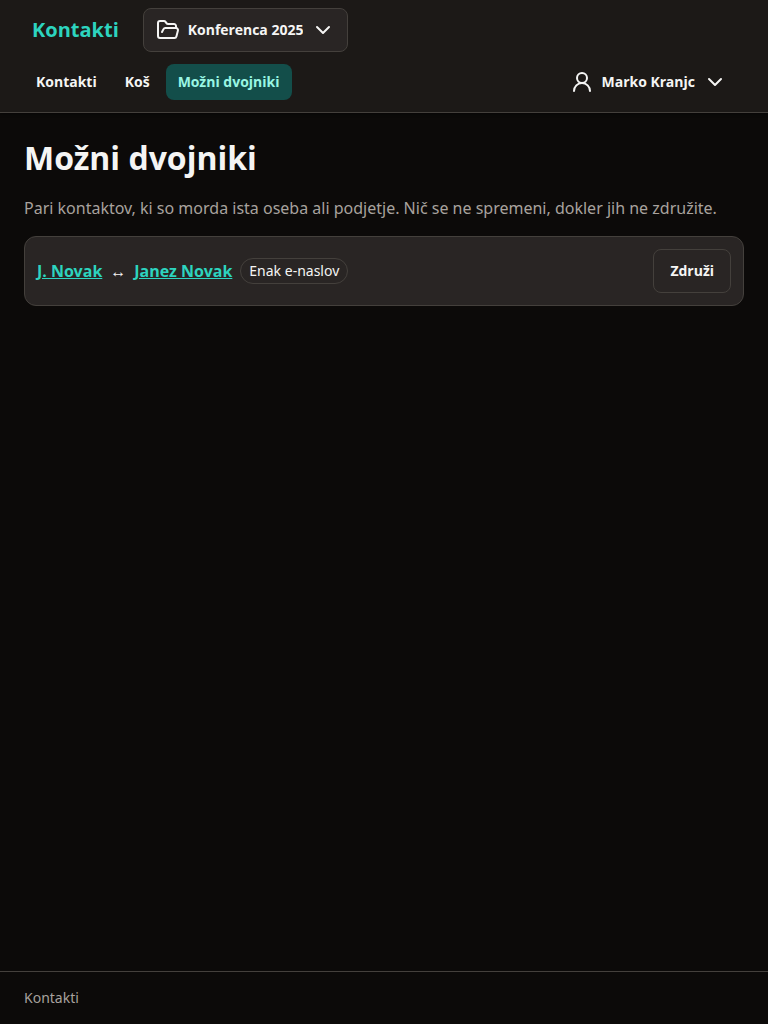 Kontakti
Konferenca 2025
Kontakti Koš Možni dvojniki Marko Kranjc
Možni dvojniki
Pari kontaktov, ki so morda ista oseba ali podjetje. Nič se ne spremeni, dokler jih ne združite.
J. Novak ↔ Janez Novak Enak e-naslov Združi
Kontakti